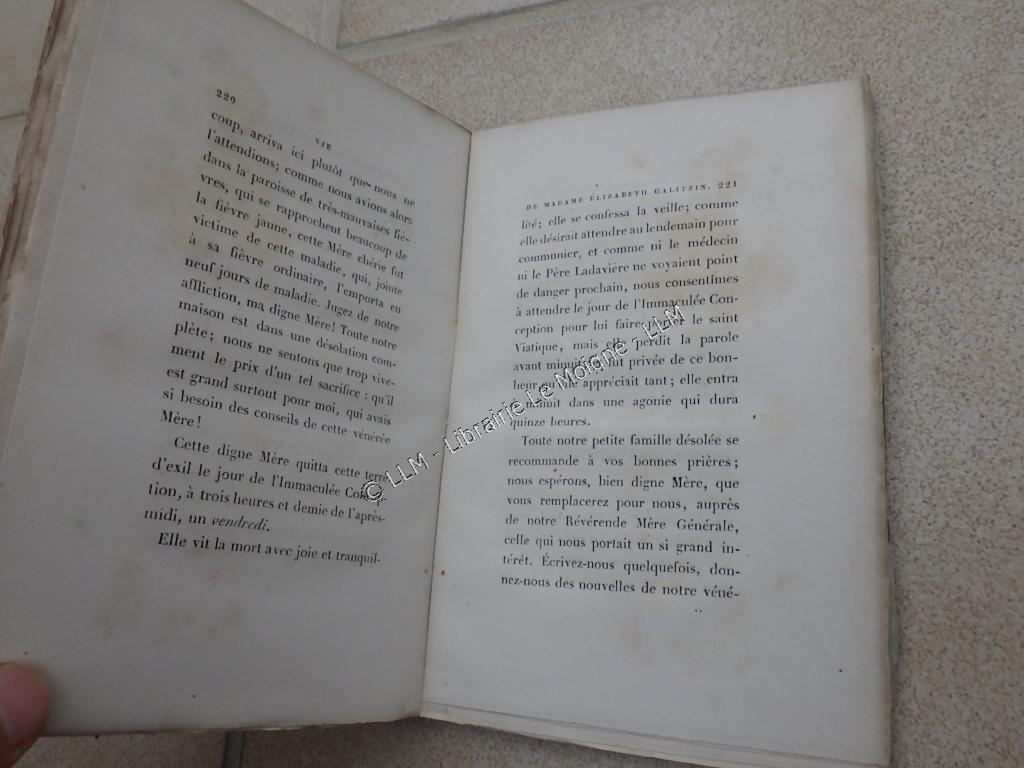 220
VIE
coup, arriva ici plutôt que nous ne
l'attendions; comme nous avions alors
dans la paroisse de très-mauvaises fiè-
vres, qui se rapprochent beaucoup de
la fièvre jaune, cette Mère chérie fut
victime de cette maladie, qui, jointe
à sa fièvre ordinaire, l'emporta en
neuf jours de maladie. Jugez de notre
affliction, ma digne Mère! Toute notre
maison est dans une désolation com-
plète; nous ne sentons que trop vive-
ment le prix d'un tel sacrifice: qu'il
est grand surtout pour moi, qui avais
si besoin des conseils de cette vénérée
Mère!
Cette digne Mère quitta cette terre
d'exil le jour de l'Immaculée Concep-
tion, à trois heures et demie de l'après-
midi, un vendredi.
Elle vit la mort avec joie et tranquil-
DE MADAME ÉLIZABETH GALITZIN. 221
lité; elle se confessa la veille; comme
elle désirait attendre au lendemain pour
communier, et comme ni le médecin
ni le Père Ladavière ne voyaient point
de danger prochain, nous consentimes
à attendre le jour de l'Immaculée Con-
ception pour lui faire le saint
Viatique, mais elle perdit la parole
avant minuit, et fut privée de ce bon-
heur qu'elle appréciait tant; elle entra
à minuit dans une agonie qui dura
quinze heures.
Toute notre petite famille désolée se
recommande à vos bonnes prières;
nous espérons, bien digne Mère, que
vous remplacerez pour nous, auprès
de notre Révérende Mère Générale,
celle qui nous portait un si grand in-
térêt. Écrivez-nous quelquefois, don-
nez-nous des nouvelles de notre véné-
© LLM - Librairie Le Moigne - LLM